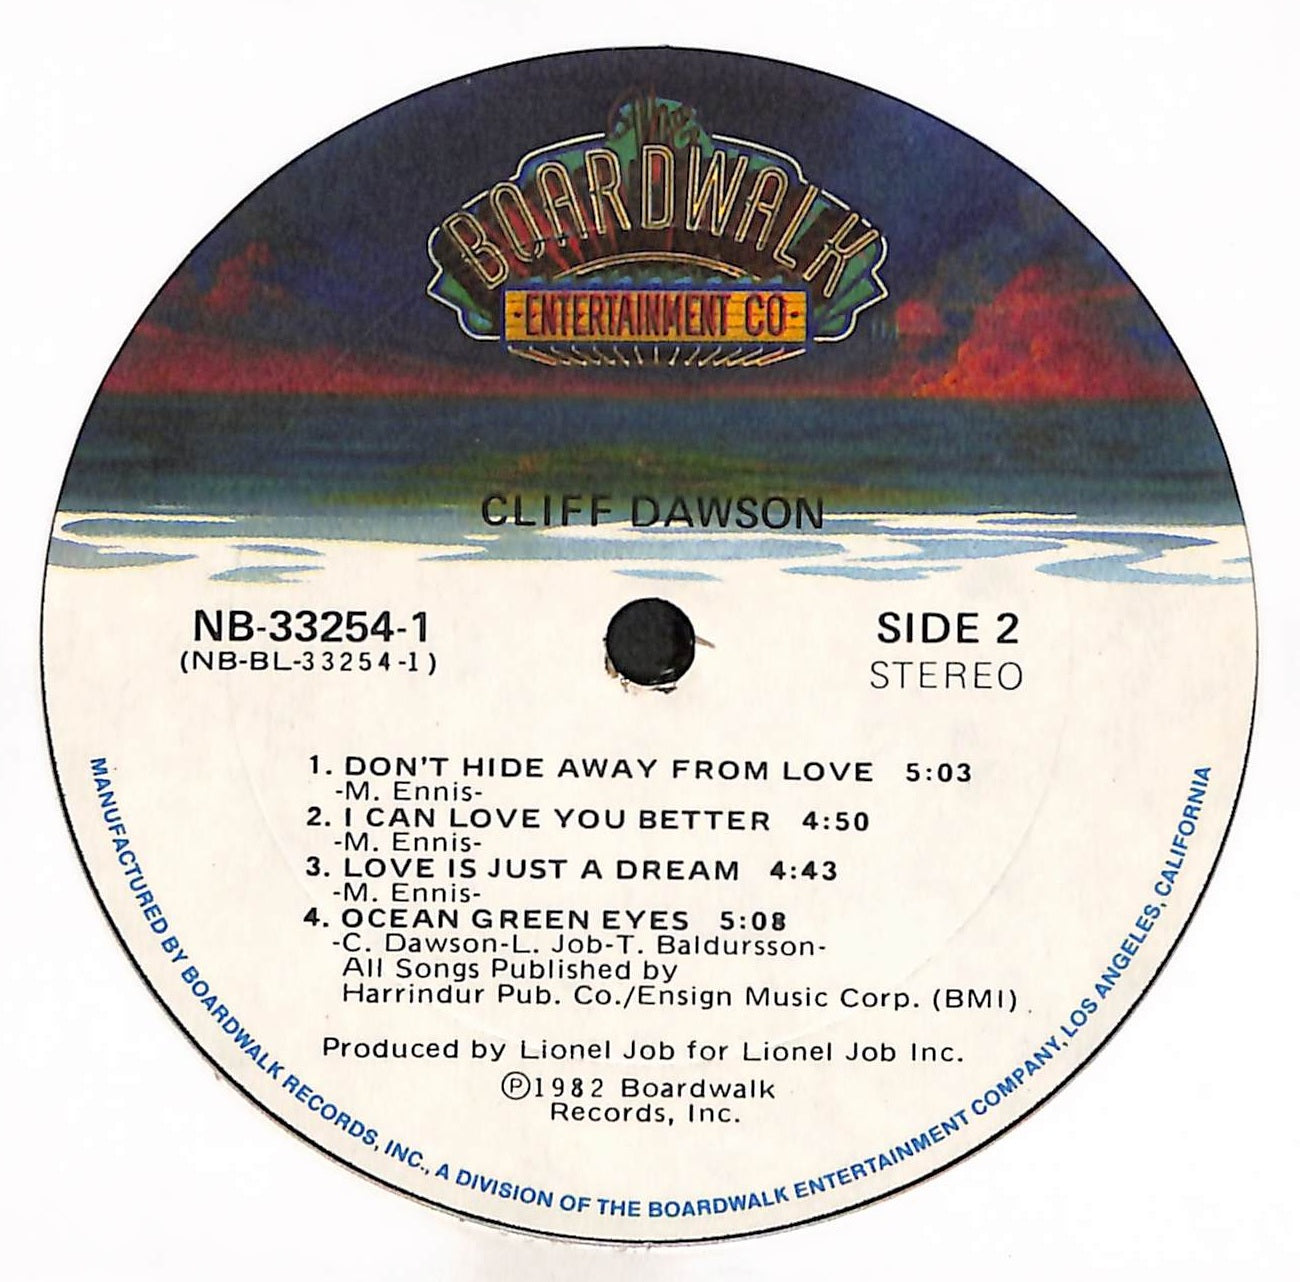 The
BOARDWALK
·ENTERTAINMENT CO·
CLIFF DAWSON
NB-33254-1
(NB-BL-33254-1)
SIDE 2
STEREO
1. DON'T HIDE AWAY FROM LOVE 5:03
-M. Ennis-
2. I CAN LOVE YOU BETTER 4:50
-M. Ennis-
3. LOVE IS JUST A DREAM 4:43
-M. Ennis-
4. OCEAN GREEN EYES 5:08
-C. Dawson-L. Job-T. Baldursson-
All Songs Published by
Harrindur Pub. Co./Ensign Music Corp. (BMI)
Produced by Lionel Job for Lionel Job Inc.
℗1982 Boardwalk
Records, Inc.
MANUFACTURED BY BOARDWALK RECORDS, INC., A DIVISION OF THE BOARDWALK ENTERTAINMENT COMPANY, LOS ANGELES, CALIFORNIA